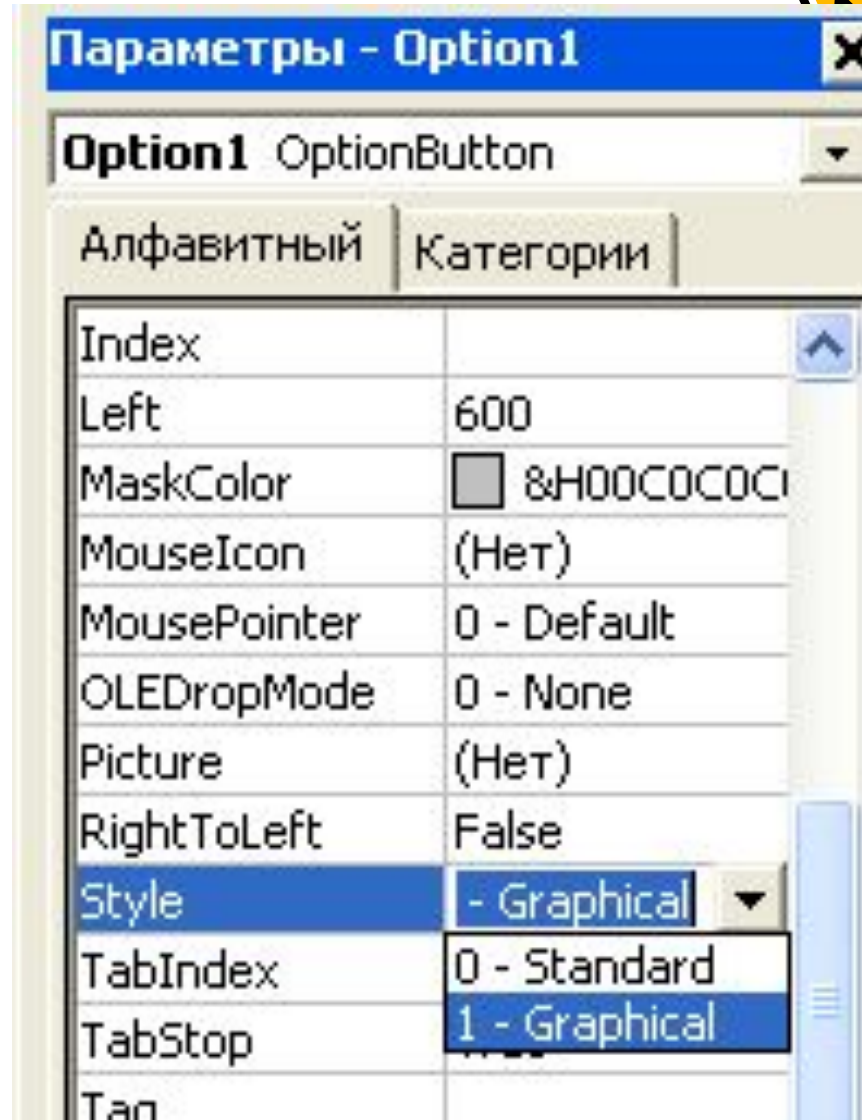 Параметры - Option1
Option1 OptionButton
Алфавитный Категории
Index
Left 600
MaskColor
MouseIcon (Нет)
MousePointer 0 - Default
OLEDropMode 0 - None
Picture (Нет)
RightToLeft False
Style - Graphical
TabIndex 0 - Standard
1 - Graphical
TabStop
Tag